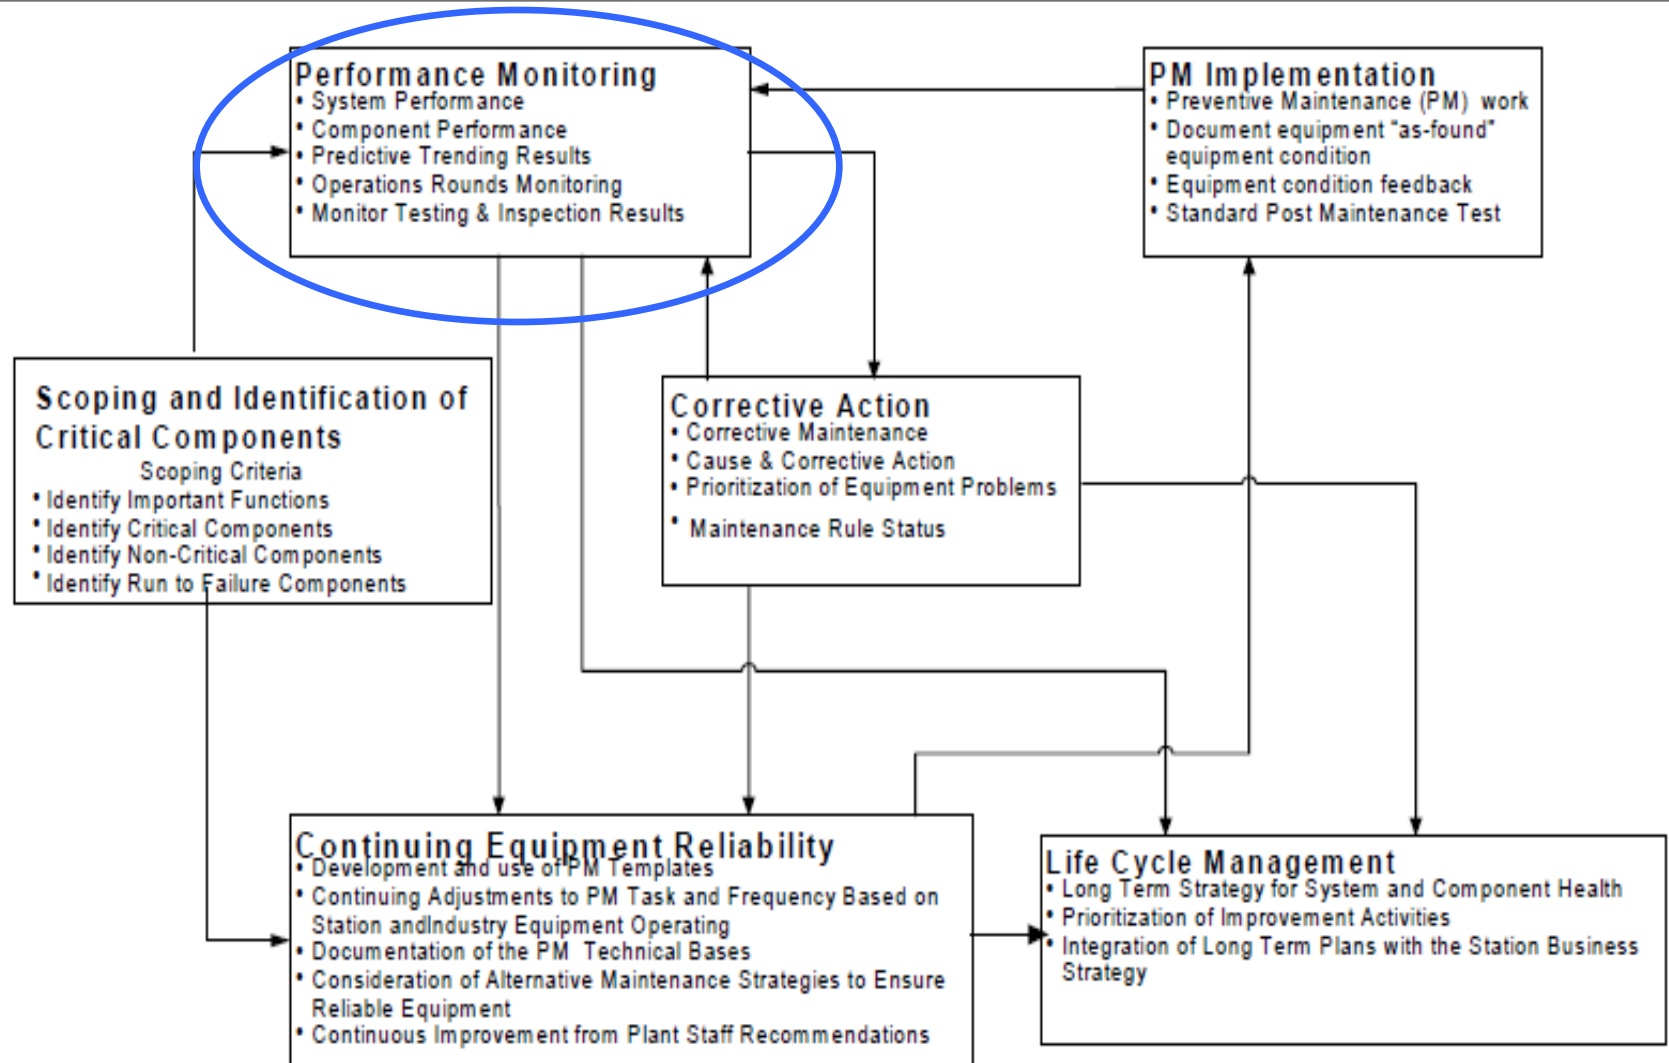 Performance Monitoring
• System Performance
• Component Performance
• Predictive Trending Results
• Operations Rounds Monitoring
• Monitor Testing & Inspection Results
PM Implementation
• Preventive Maintenance (PM) work
• Document equipment "as-found"
equipment condition
• Equipment condition feedback
• Standard Post Maintenance Test
Scoping and Identification of
Critical Components
Scoping Criteria
• Identify Important Functions
• Identify Critical Components
• Identify Non-Critical Components
• Identify Run to Failure Components
Corrective Action
• Corrective Maintenance
• Cause & Corrective Action
• Prioritization of Equipment Problems
• Maintenance Rule Status
Continuing Equipment Reliability
• Development and use of PM Templates
• Continuing Adjustments to PM Task and Frequency Based on
Station andIndustry Equipment Operating
• Documentation of the PM Technical Bases
• Consideration of Alternative Maintenance Strategies to Ensure
Reliable Equipment
• Continuous Improvement from Plant Staff Recommendations
Life Cycle Management
• Long Term Strategy for System and Component Health
• Prioritization of Improvement Activities
• Integration of Long Term Plans with the Station Business
Strategy